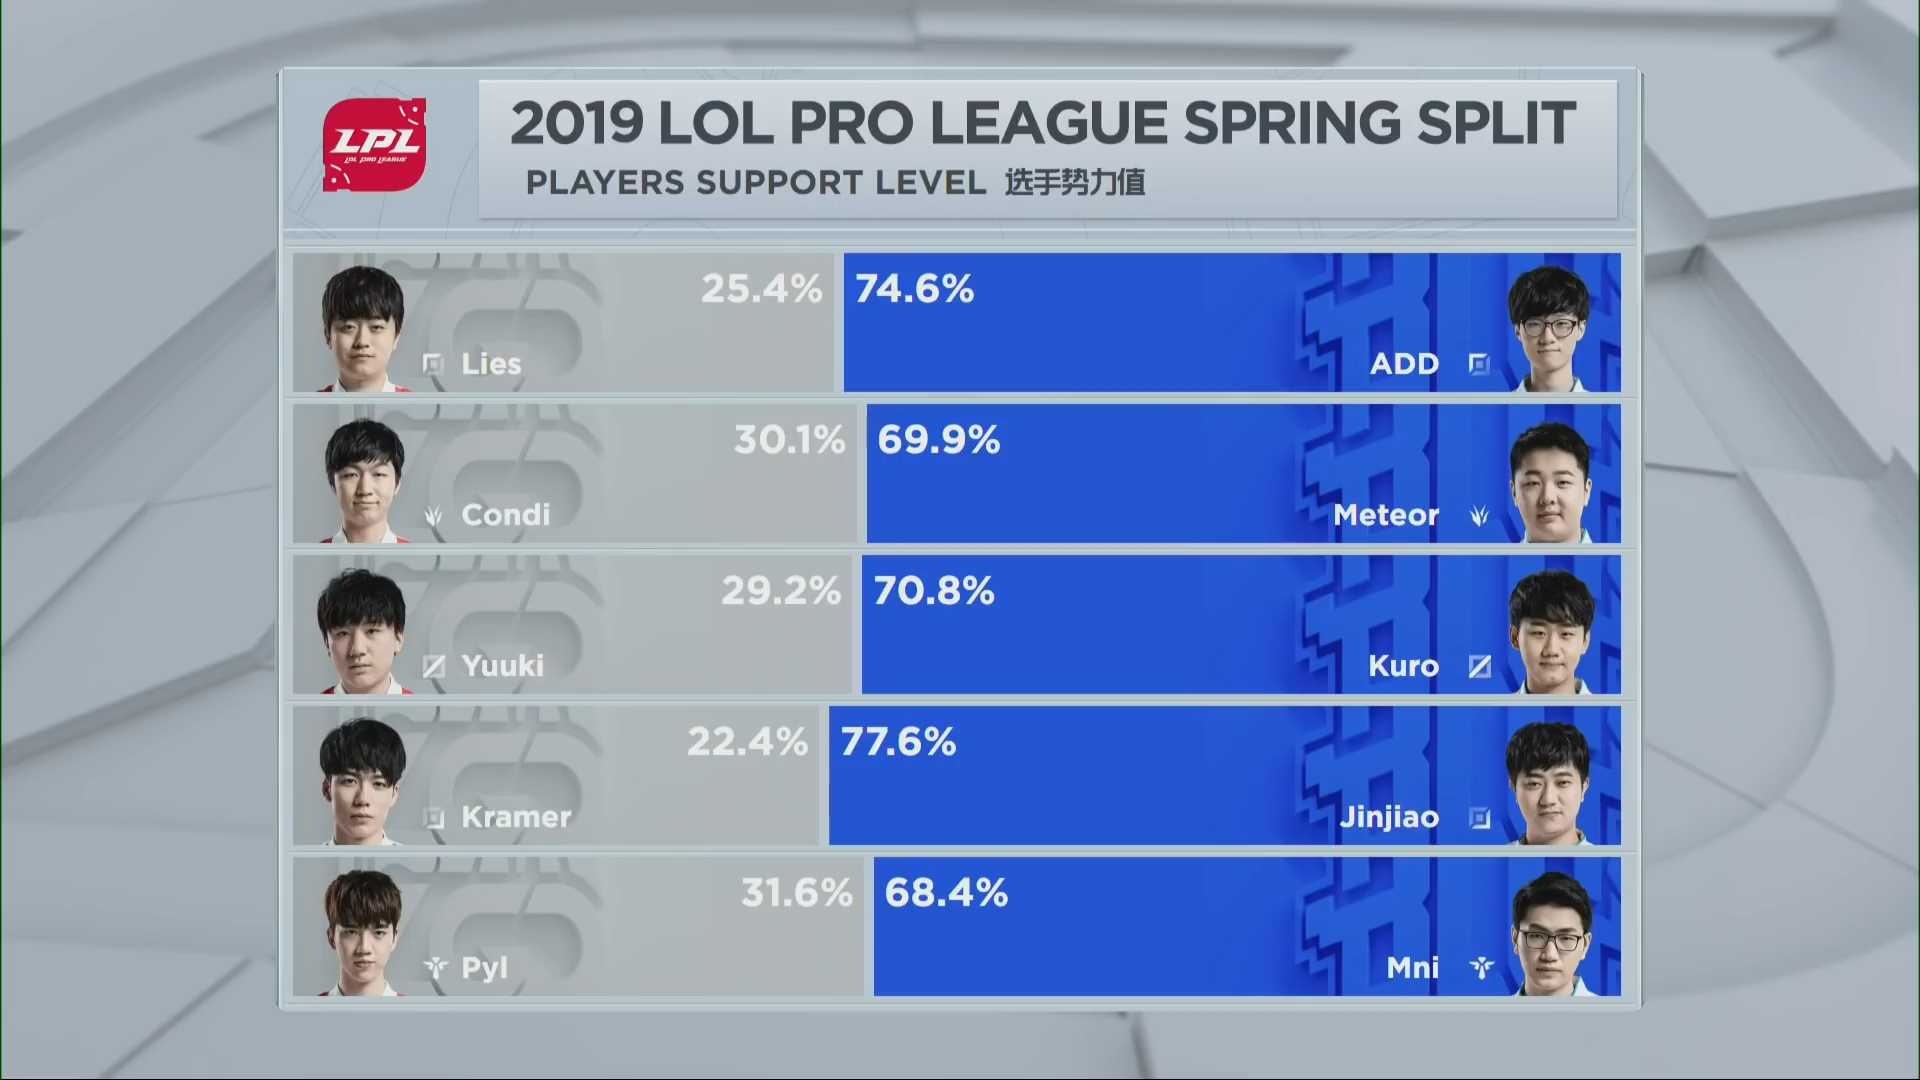 LPL
LOL PRO LEAGUE
2019 LOL PRO LEAGUE SPRING SPLIT
PLAYERS SUPPORT LEVEL 选手势力值
25.4% 74.6%
Lies ADD
30.1% 69.9%
Condi Meteor
29.2% 70.8%
Yuuki Kuro
22.4% 77.6%
Kramer Jinjiao
31.6% 68.4%
Pyl Mni